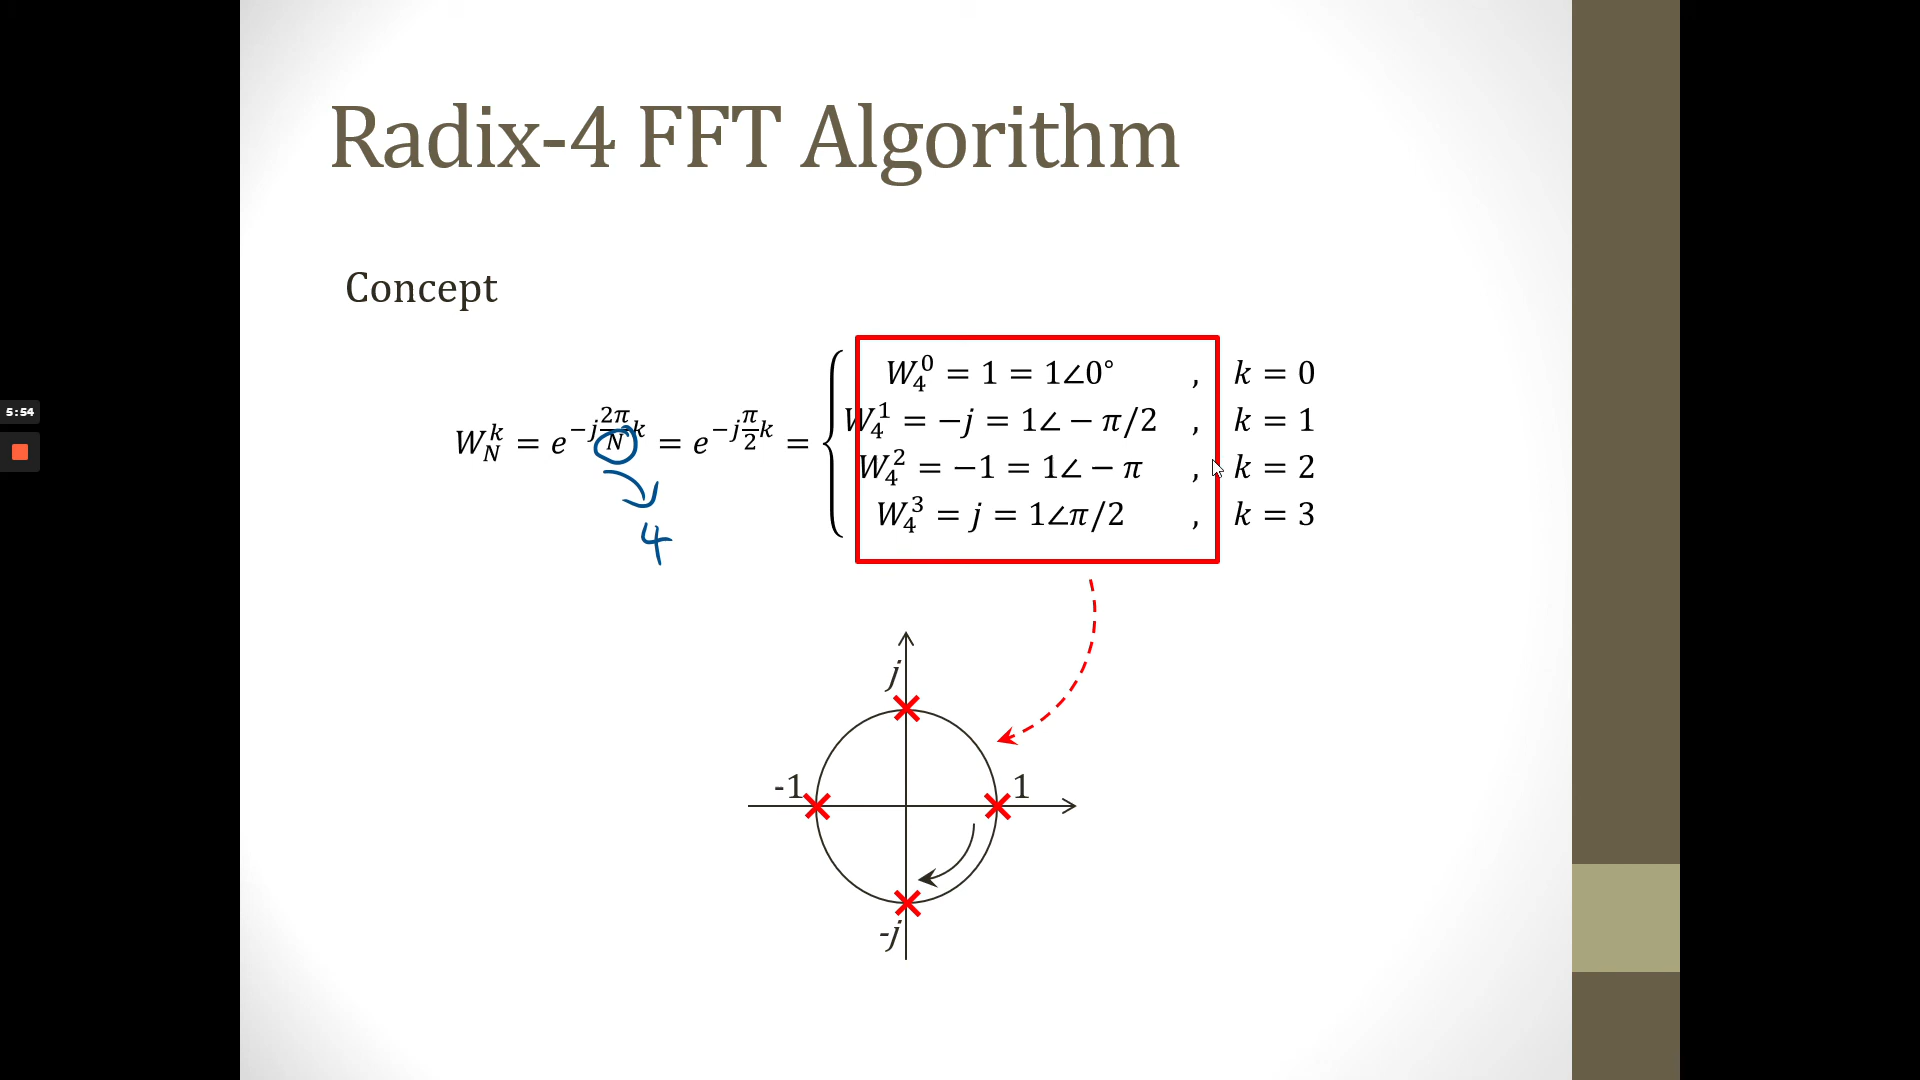 Radix-4 FFT Algorithm
Concept
W_4^0 = 1 = 1∠0° , k = 0
W_4^1 = −j = 1∠ − π/2 , k = 1
5:54
W_N^k = e^{−j(2π/N)k} = e^{−j(π/2)k} =
W_4^2 = −1 = 1∠ − π , k = 2
W_4^3 = j = 1∠π/2 , k = 3
4
j
-1
1
-j